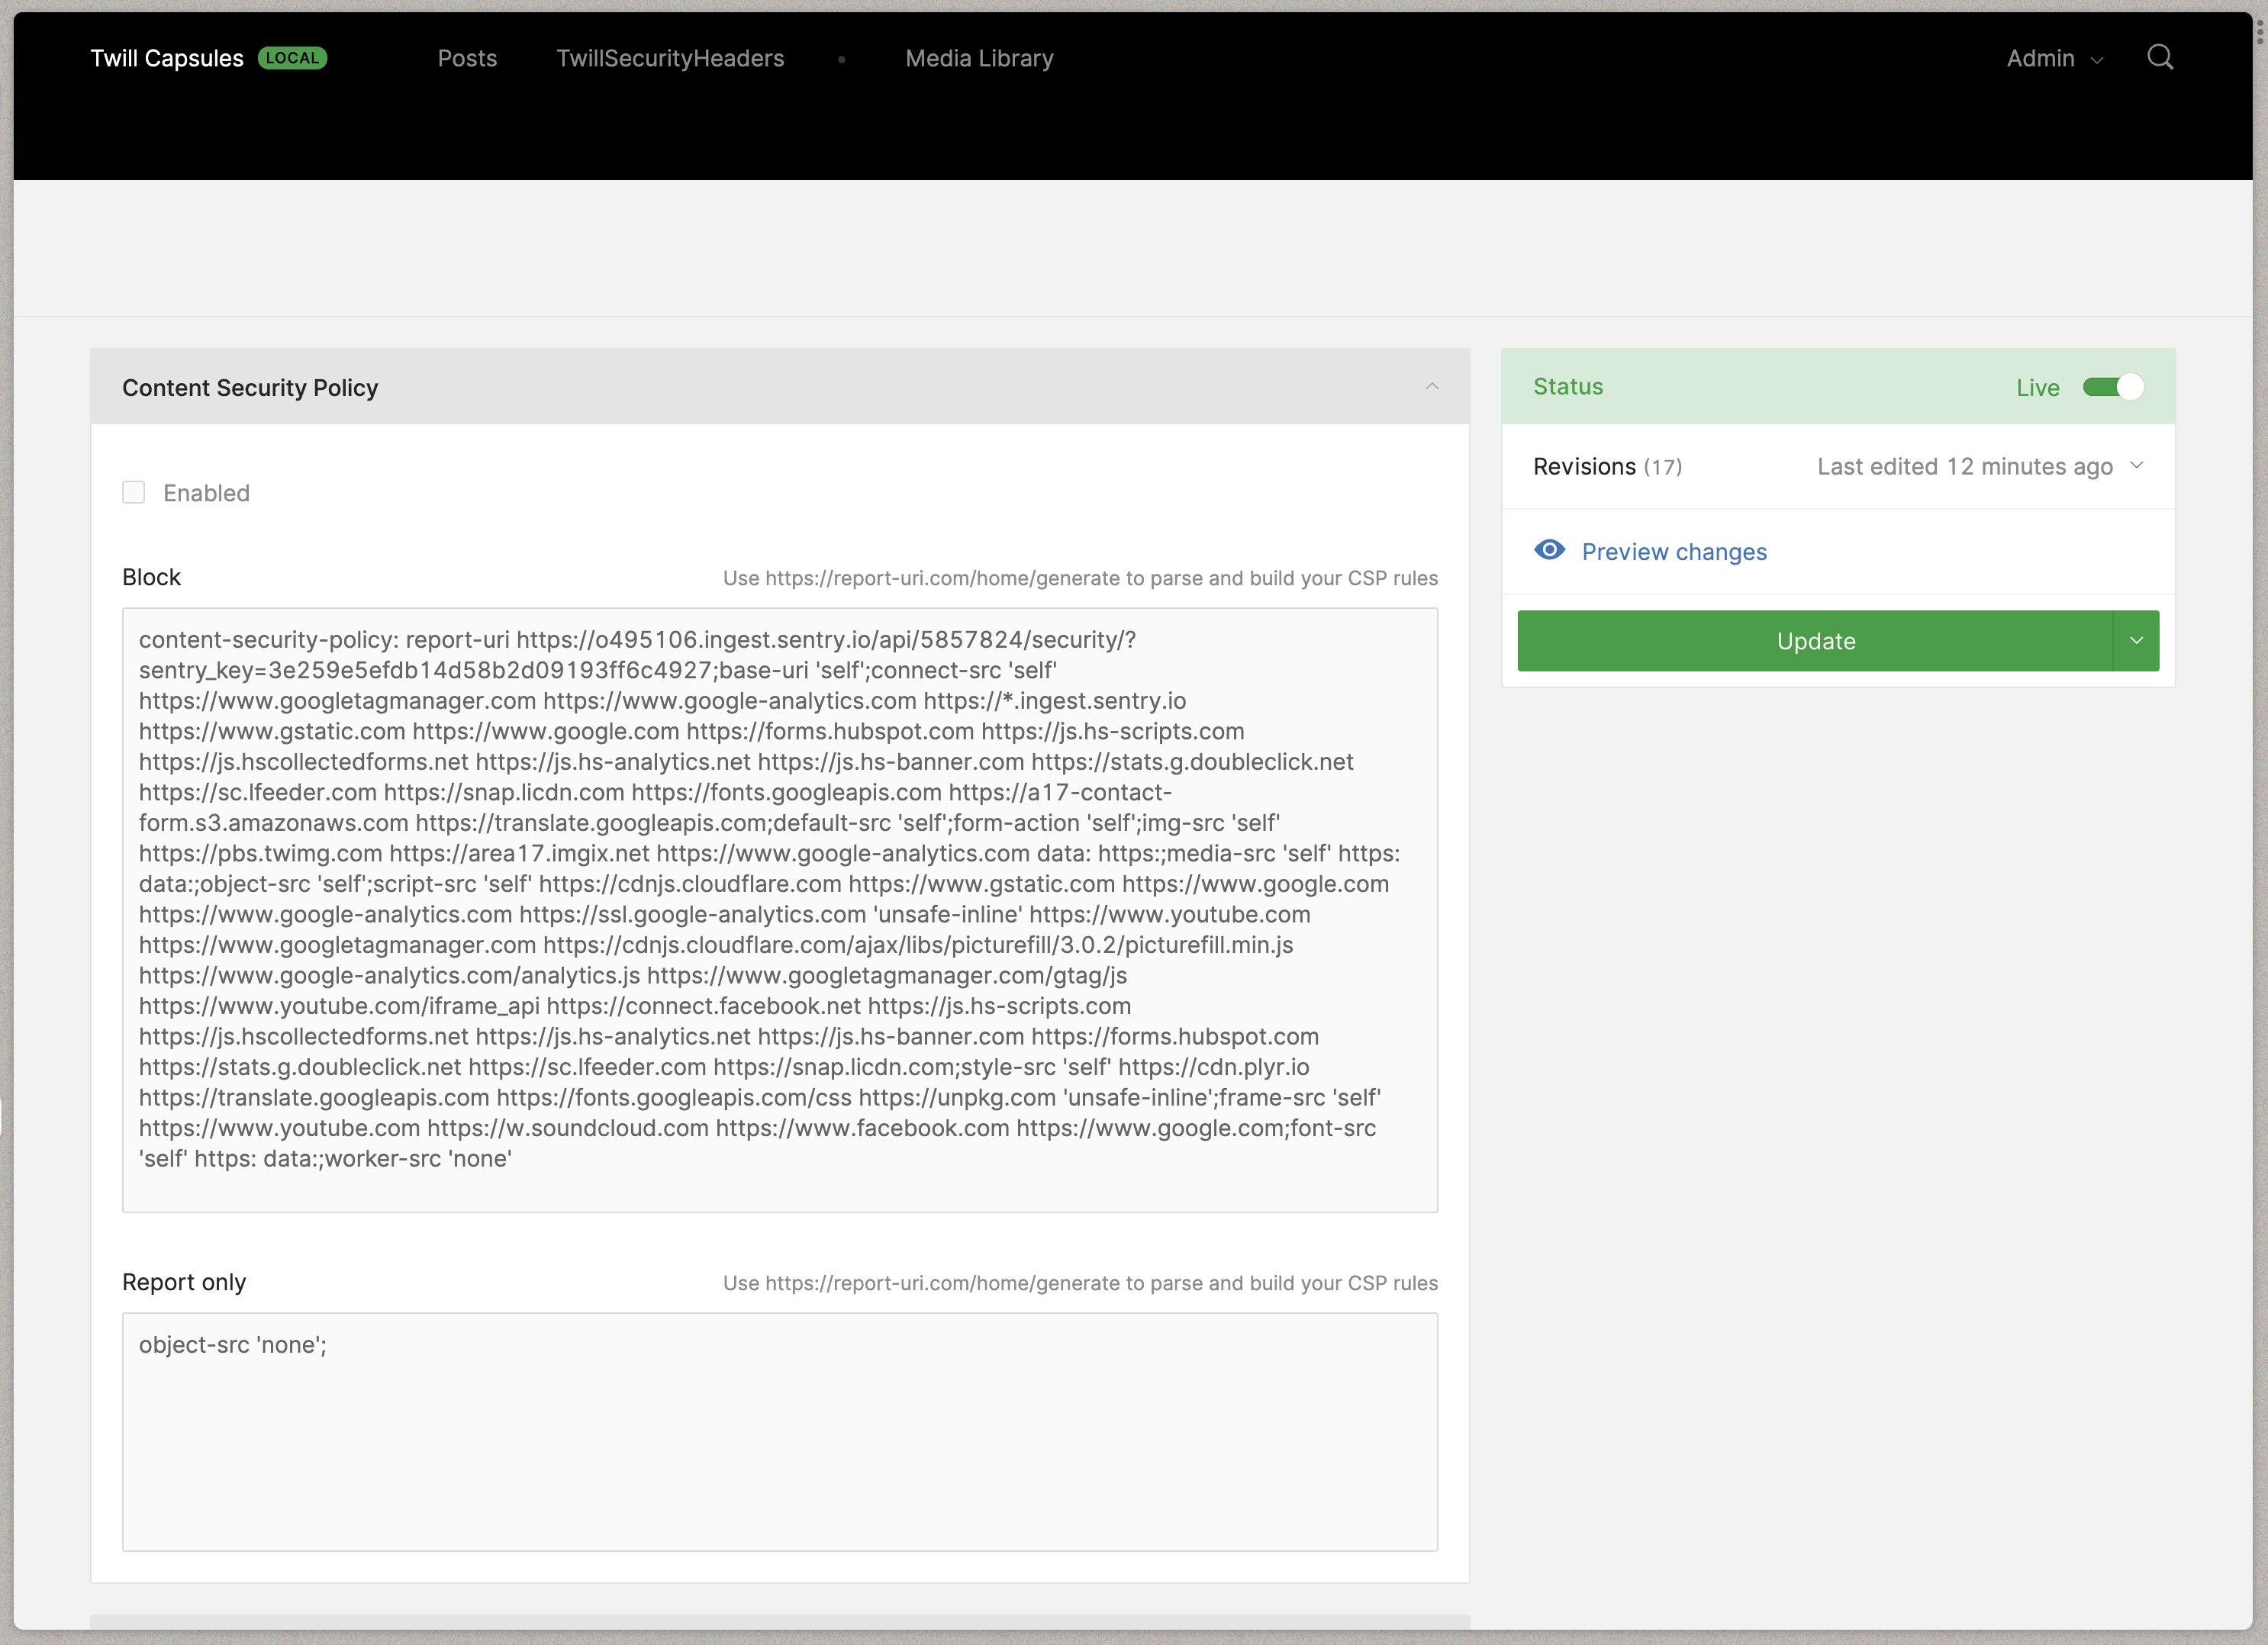 Twill Capsules LOCAL Posts TwillSecurityHeaders • Media Library Admin
Content Security Policy
Enabled
Block Use https://report-uri.com/home/generate to parse and build your CSP rules
content-security-policy: report-uri https://o495106.ingest.sentry.io/api/5857824/security/?
sentry_key=3e259e5efdb14d58b2d09193ff6c4927;base-uri 'self';connect-src 'self'
https://www.googletagmanager.com https://www.google-analytics.com https://*.ingest.sentry.io
https://www.gstatic.com https://www.google.com https://forms.hubspot.com https://js.hs-scripts.com
https://js.hscollectedforms.net https://js.hs-analytics.net https://js.hs-banner.com https://stats.g.doubleclick.net
https://sc.lfeeder.com https://snap.licdn.com https://fonts.googleapis.com https://a17-contact-
form.s3.amazonaws.com https://translate.googleapis.com;default-src 'self';form-action 'self';img-src 'self'
https://pbs.twimg.com https://area17.imgix.net https://www.google-analytics.com data: https:;media-src 'self' https:
data:;object-src 'self';script-src 'self' https://cdnjs.cloudflare.com https://www.gstatic.com https://www.google.com
https://www.google-analytics.com https://ssl.google-analytics.com 'unsafe-inline' https://www.youtube.com
https://www.googletagmanager.com https://cdnjs.cloudflare.com/ajax/libs/picturefill/3.0.2/picturefill.min.js
https://www.google-analytics.com/analytics.js https://www.googletagmanager.com/gtag/js
https://www.youtube.com/iframe_api https://connect.facebook.net https://js.hs-scripts.com
https://js.hscollectedforms.net https://js.hs-analytics.net https://js.hs-banner.com https://forms.hubspot.com
https://stats.g.doubleclick.net https://sc.lfeeder.com https://snap.licdn.com;style-src 'self' https://cdn.plyr.io
https://translate.googleapis.com https://fonts.googleapis.com/css https://unpkg.com 'unsafe-inline';frame-src 'self'
https://www.youtube.com https://w.soundcloud.com https://www.facebook.com https://www.google.com;font-src
'self' https: data:;worker-src 'none'
Report only Use https://report-uri.com/home/generate to parse and build your CSP rules
object-src 'none';
Status Live
Revisions (17) Last edited 12 minutes ago
Preview changes
Update